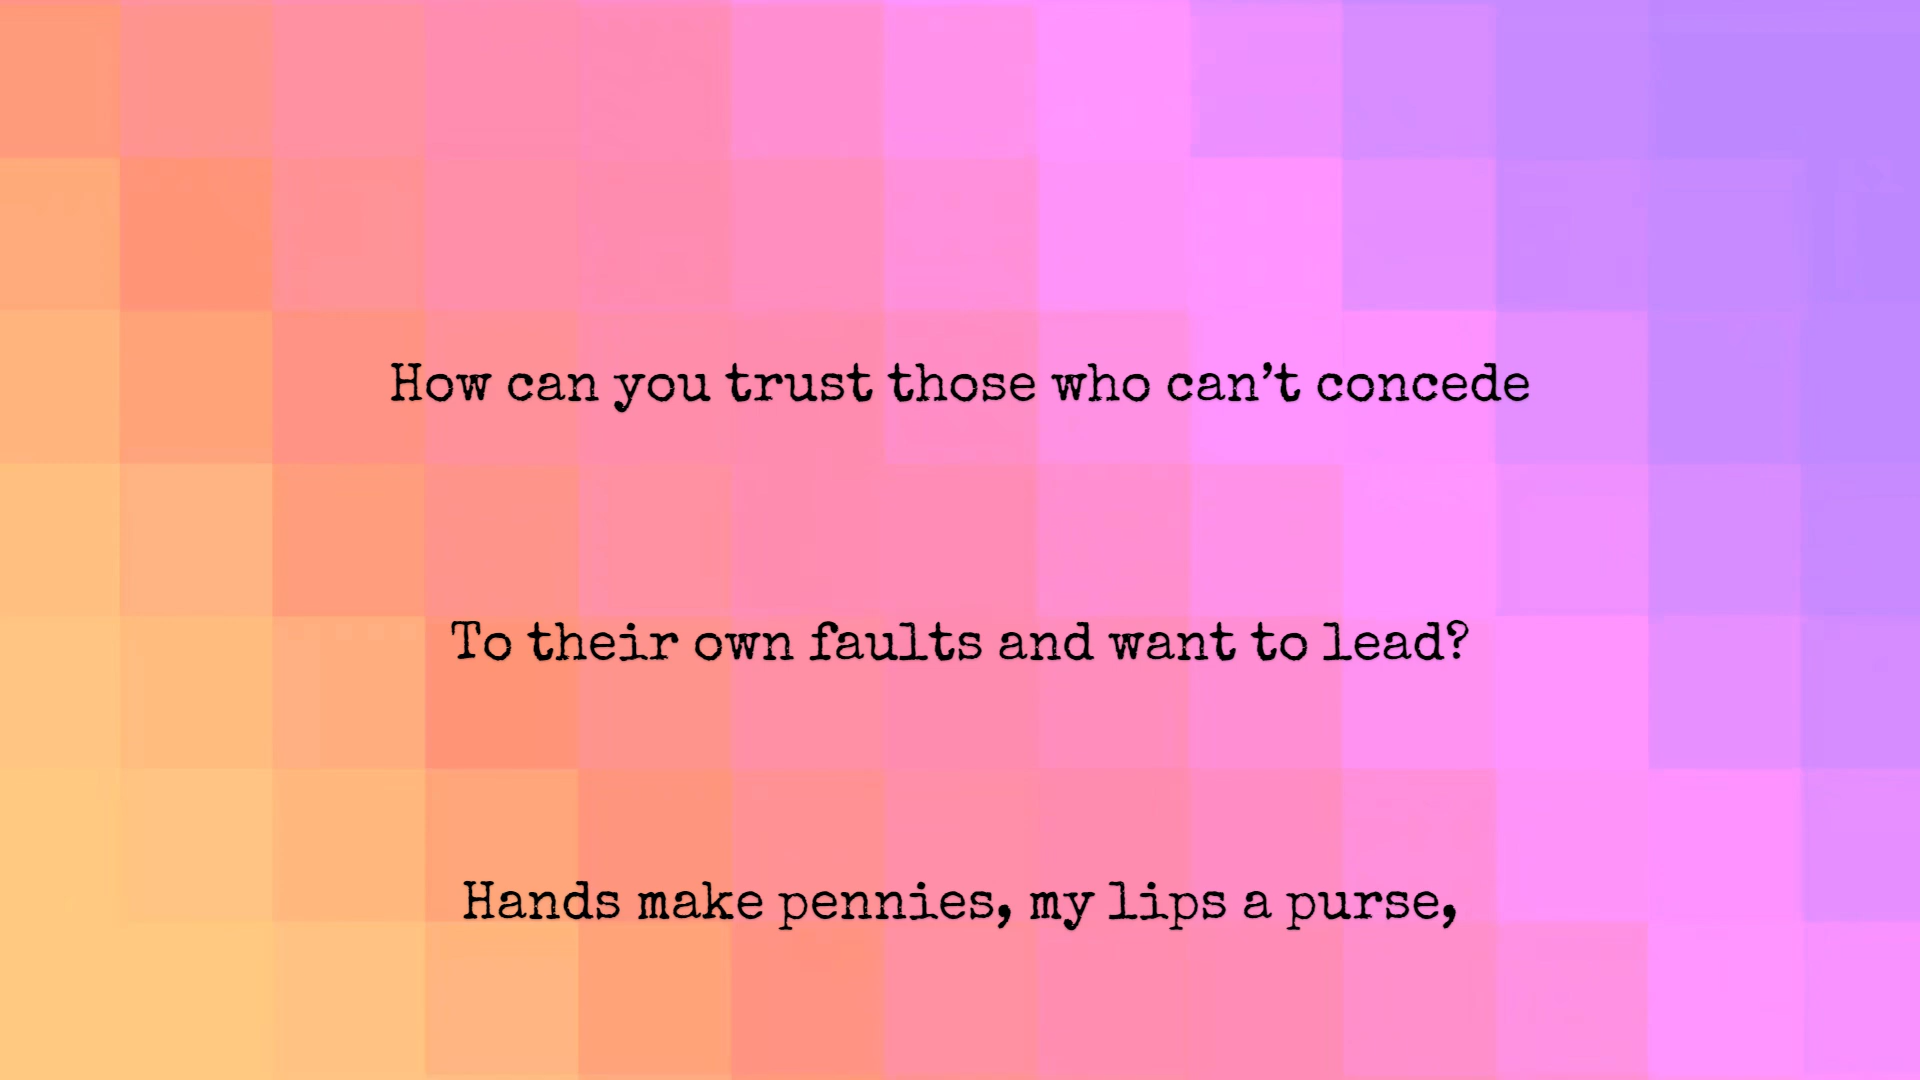 How can you trust those who can’t concede
To their own faults and want to lead?
Hands make pennies, my lips a purse,